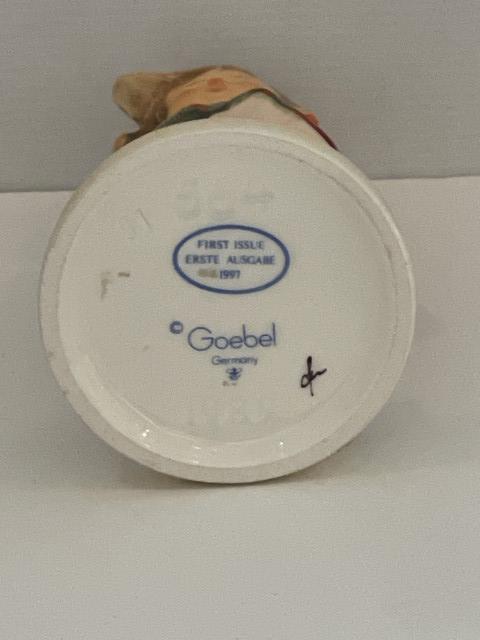 FIRST ISSUE
ERSTE AUSGABE
1997
© Goebel
Germany